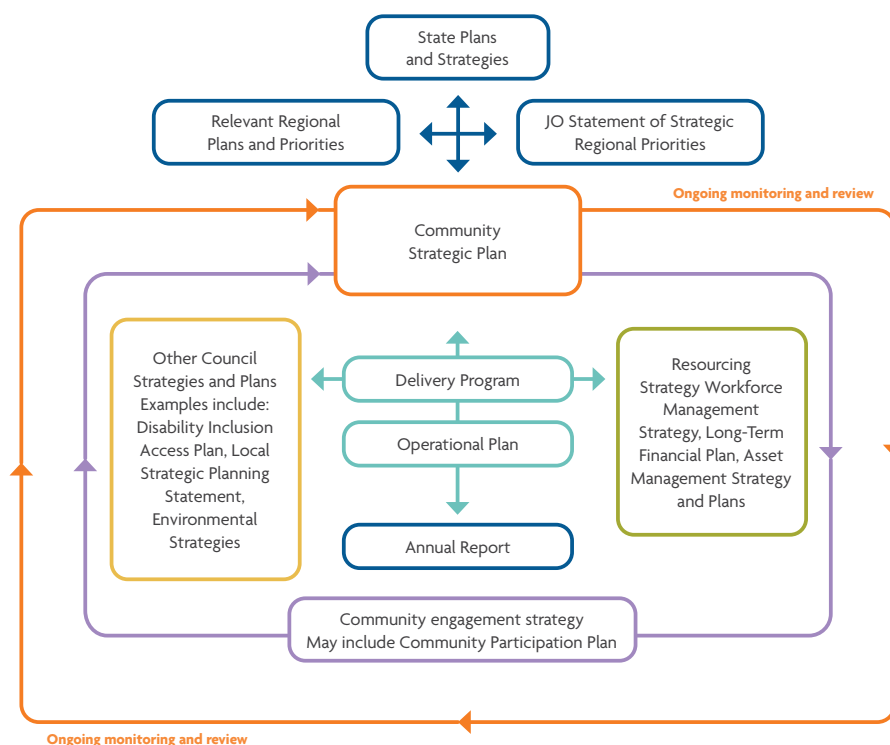 State Plans
and Strategies
Relevant Regional
Plans and Priorities
JO Statement of Strategic
Regional Priorities
Ongoing monitoring and review
Community
Strategic Plan
Other Council
Strategies and Plans
Examples include:
Disability Inclusion
Access Plan, Local
Strategic Planning
Statement,
Environmental
Strategies
Delivery Program
Operational Plan
Annual Report
Resourcing
Strategy Workforce
Management
Strategy, Long-Term
Financial Plan, Asset
Management Strategy
and Plans
Community engagement strategy
May include Community Participation Plan
Ongoing monitoring and review